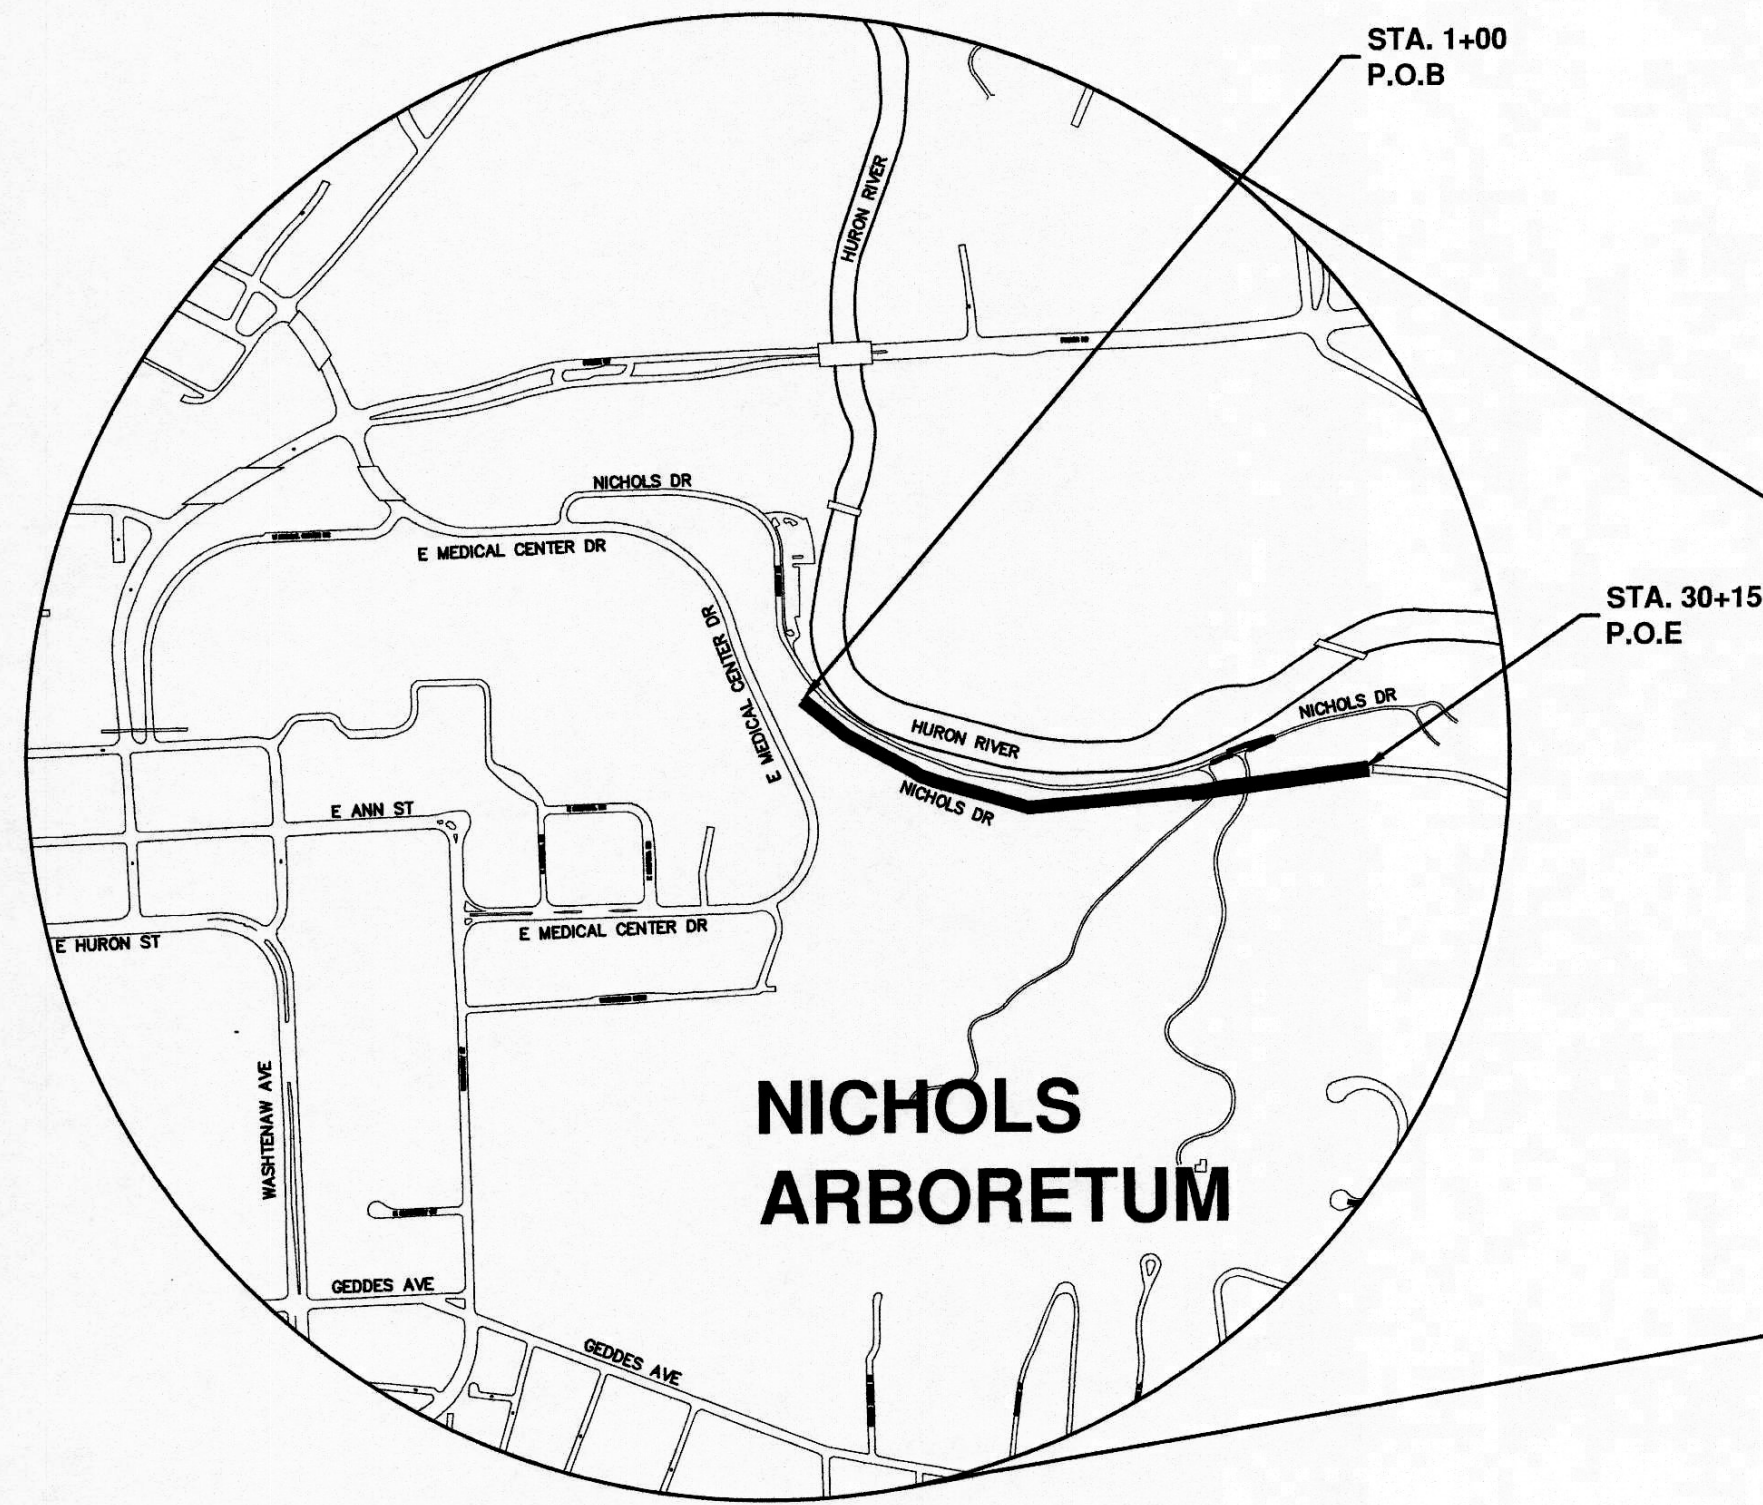 STA. 1+00
P.O.B
HURON RIVER
NICHOLS DR
E MEDICAL CENTER DR
E MEDICAL CENTER DR
STA. 30+15
P.O.E
NICHOLS DR
HURON RIVER
NICHOLS DR
E ANN ST
E MEDICAL CENTER DR
E HURON ST
WASHTENAW AVE
NICHOLS
ARBORETUM
GEDDES AVE
GEDDES AVE